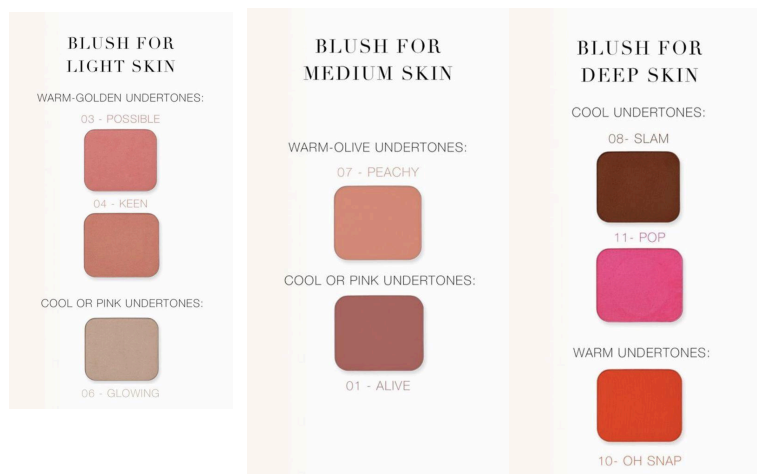 BLUSH FOR
LIGHT SKIN
WARM-GOLDEN UNDERTONES:
03 - POSSIBLE
04 - KEEN
COOL OR PINK UNDERTONES:
06 - GLOWING
BLUSH FOR
MEDIUM SKIN
WARM-OLIVE UNDERTONES:
07 - PEACHY
COOL OR PINK UNDERTONES:
01 - ALIVE
BLUSH FOR
DEEP SKIN
COOL UNDERTONES:
08- SLAM
11- POP
WARM UNDERTONES:
10- OH SNAP